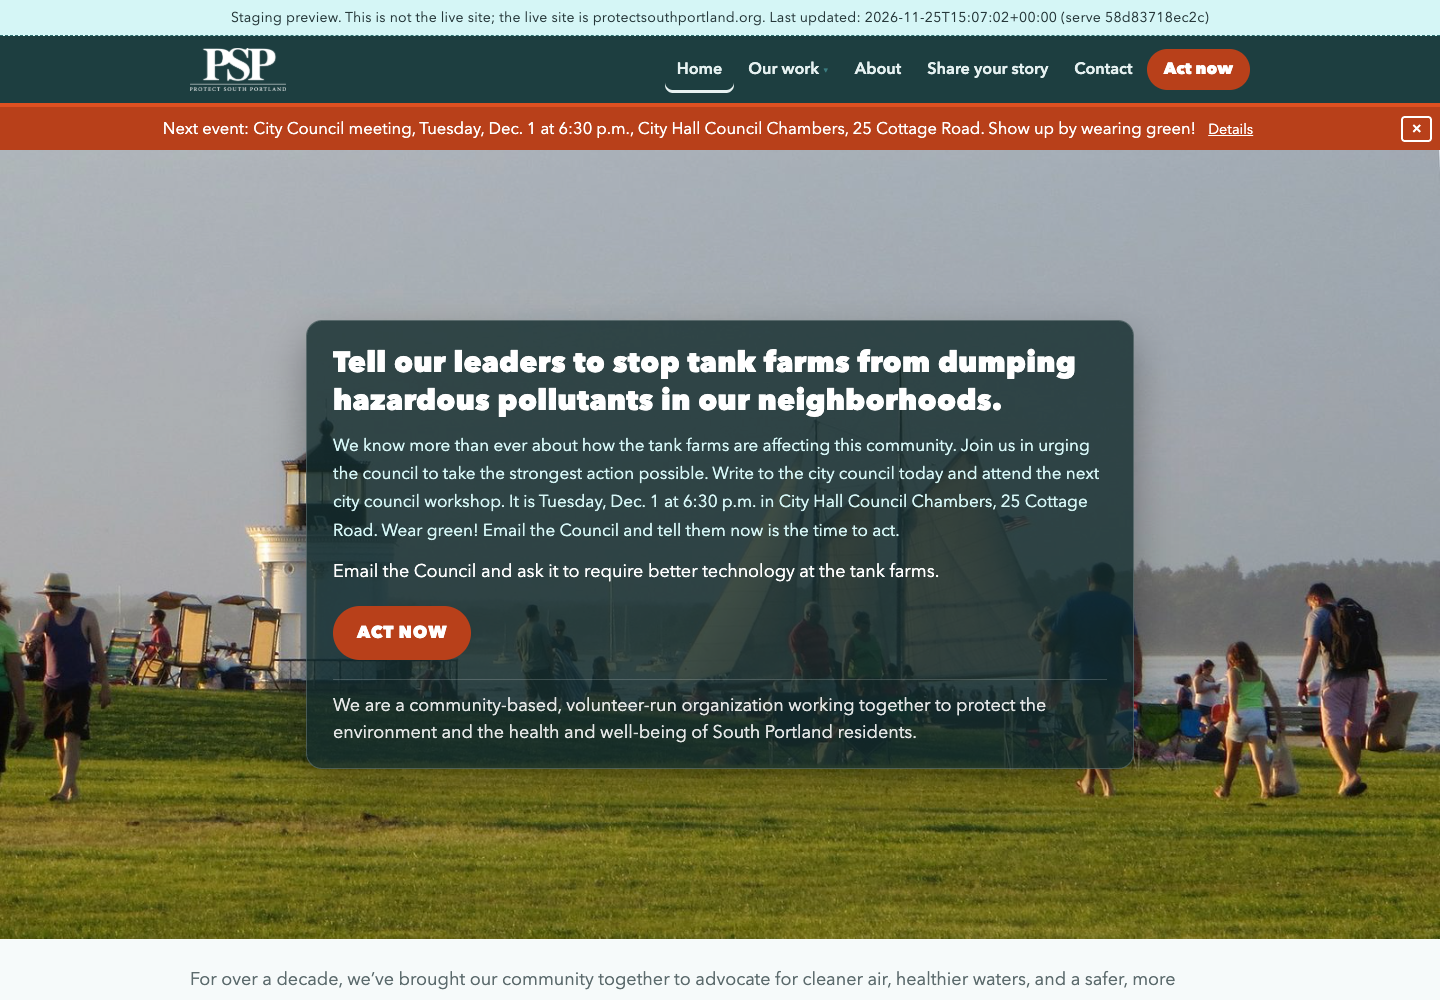 Staging preview. This is not the live site; the live site is protectsouthportland.org. Last updated: 2026-11-25T15:07:02+00:00 (serve 58d83718ec2c)
PSP
PROTECT SOUTH PORTLAND
Home Our work About Share your story Contact Act now
Next event: City Council meeting, Tuesday, Dec. 1 at 6:30 p.m., City Hall Council Chambers, 25 Cottage Road. Show up by wearing green! Details ×
Tell our leaders to stop tank farms from dumping
hazardous pollutants in our neighborhoods.
We know more than ever about how the tank farms are affecting this community. Join us in urging
the council to take the strongest action possible. Write to the city council today and attend the next
city council workshop. It is Tuesday, Dec. 1 at 6:30 p.m. in City Hall Council Chambers, 25 Cottage
Road. Wear green! Email the Council and tell them now is the time to act.
Email the Council and ask it to require better technology at the tank farms.
ACT NOW
We are a community-based, volunteer-run organization working together to protect the
environment and the health and well-being of South Portland residents.
For over a decade, we’ve brought our community together to advocate for cleaner air, healthier waters, and a safer, more